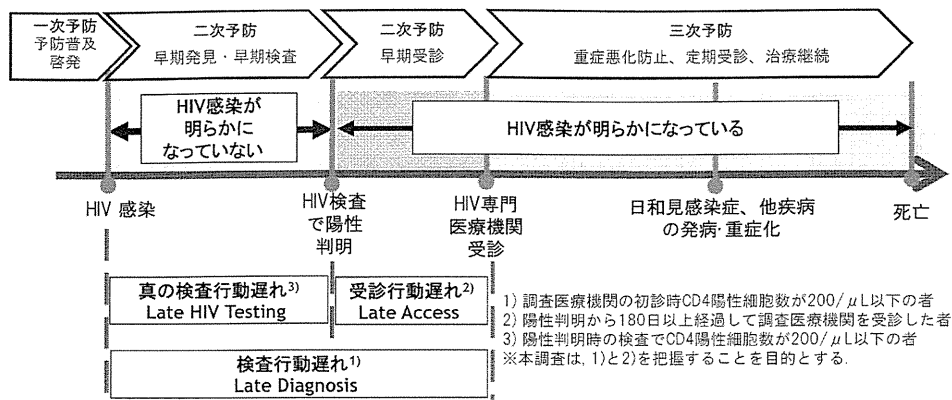 一次予防
予防普及
啓発
二次予防
早期発見・早期検査
二次予防
早期受診
三次予防
重症悪化防止、定期受診、治療継続
HIV感染が
明らかに
なっていない
HIV感染が明らかになっている
HIV 感染
HIV検査
で陽性
判明
HIV専門
医療機関
受診
日和見感染症、他疾病
の発病・重症化
死亡
真の検査行動遅れ3)
Late HIV Testing
受診行動遅れ2)
Late Access
検査行動遅れ1)
Late Diagnosis
1) 調査医療機関の初診時CD4陽性細胞数が200/μL以下の者
2) 陽性判明から180日以上経過して調査医療機関を受診した者
3) 陽性判明時の検査でCD4陽性細胞数が200/μL以下の者
※本調査は, 1)と2)を把握することを目的とする.